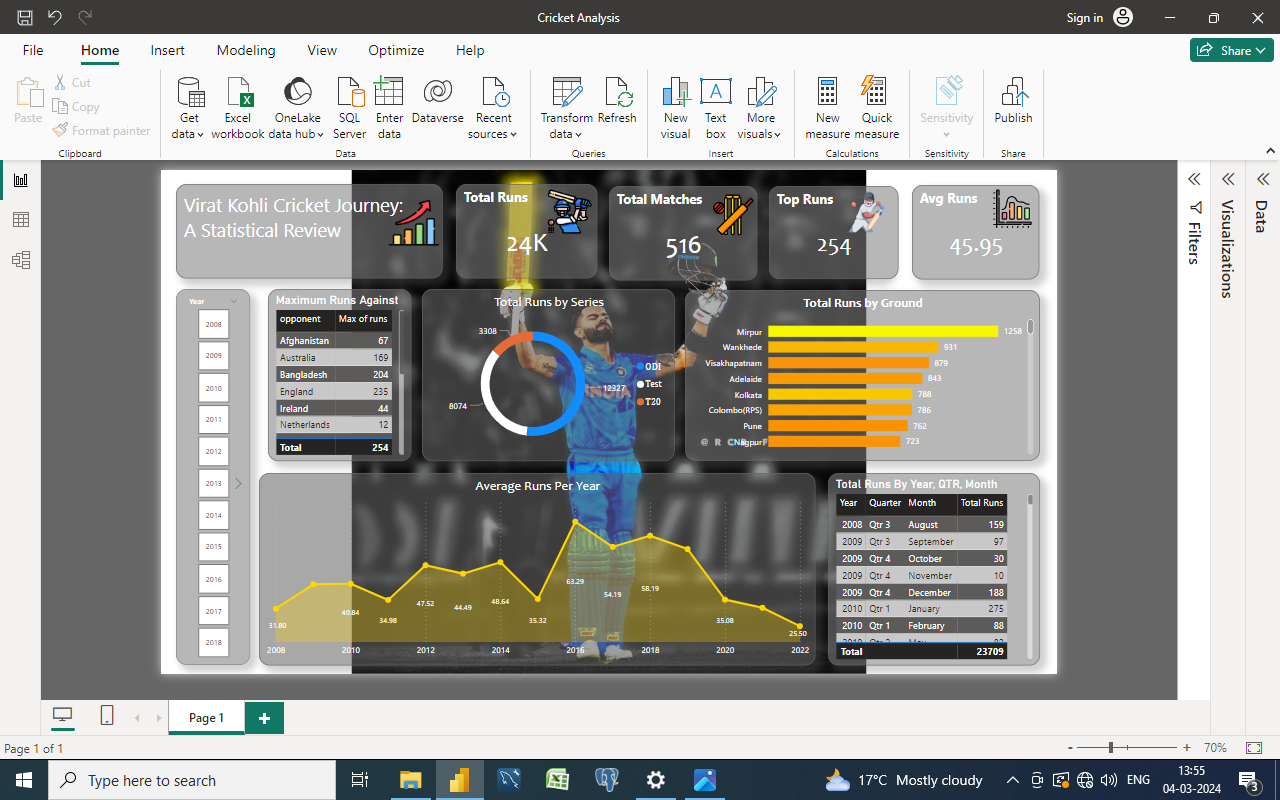 Cricket Analysis
Sign in
File Home Insert Modeling View Optimize Help
Share
Paste
Cut
Copy
Format painter
Clipboard
Get data
Excel workbook
OneLake data hub
SQL Server
Enter data
Dataverse
Recent sources
Data
Transform data
Refresh
Queries
New visual
Text box
More visuals
Insert
New measure
Quick measure
Calculations
Sensitivity
Sensitivity
Publish
Share
Virat Kohli Cricket Journey:
A Statistical Review
Total Runs
24K
Total Matches
516
Top Runs
254
Avg Runs
45.95
Year
2008
2009
2010
2011
2012
2013
2014
2015
2016
2017
2018
Maximum Runs Against
opponent Max of runs
Afghanistan 67
Australia 169
Bangladesh 204
England 235
Ireland 44
Netherlands 12
Total 254
Total Runs by Series
3308
12327
8074
ODI
Test
T20
INDIA
Total Runs by Ground
Mirpur 1258
Wankhede 931
Visakhapatnam 879
Adelaide 843
Kolkata 788
Colombo(RPS) 786
Pune 762
Nagpur 723
Average Runs Per Year
31.80
40.84
34.98
47.52
44.49
48.64
35.32
63.29
54.19
58.19
35.08
25.50
2008 2010 2012 2014 2016 2018 2020 2022
Total Runs By Year, QTR, Month
Year Quarter Month Total Runs
2008 Qtr 3 August 159
2009 Qtr 3 September 97
2009 Qtr 4 October 30
2009 Qtr 4 November 10
2009 Qtr 4 December 188
2010 Qtr 1 January 275
2010 Qtr 1 February 88
Total 23709
Filters
Visualizations
Data
Page 1
Page 1 of 1
- + 70%
Type here to search
17°C Mostly cloudy
ENG
13:55
04-03-2024
3